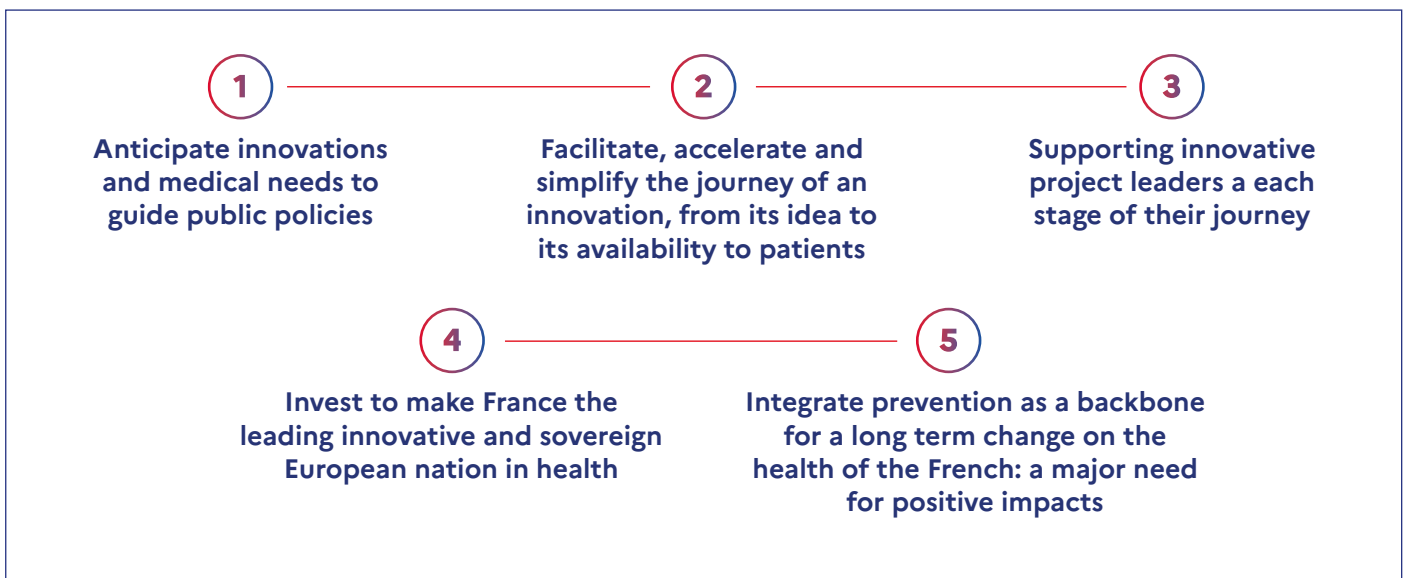 1
Anticipate innovations
and medical needs to
guide public policies
2
Facilitate, accelerate and
simplify the journey of an
innovation, from its idea to
its availability to patients
3
Supporting innovative
project leaders a each
stage of their journey
4
Invest to make France the
leading innovative and sovereign
European nation in health
5
Integrate prevention as a backbone
for a long term change on the
health of the French: a major need
for positive impacts